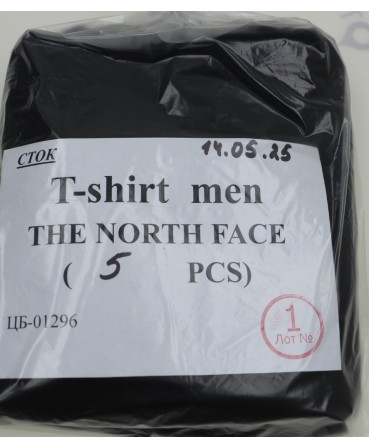 СТОК
14.05.25
T-shirt men
THE NORTH FACE
( 5 PCS)
ЦБ-01296
1
Лот №